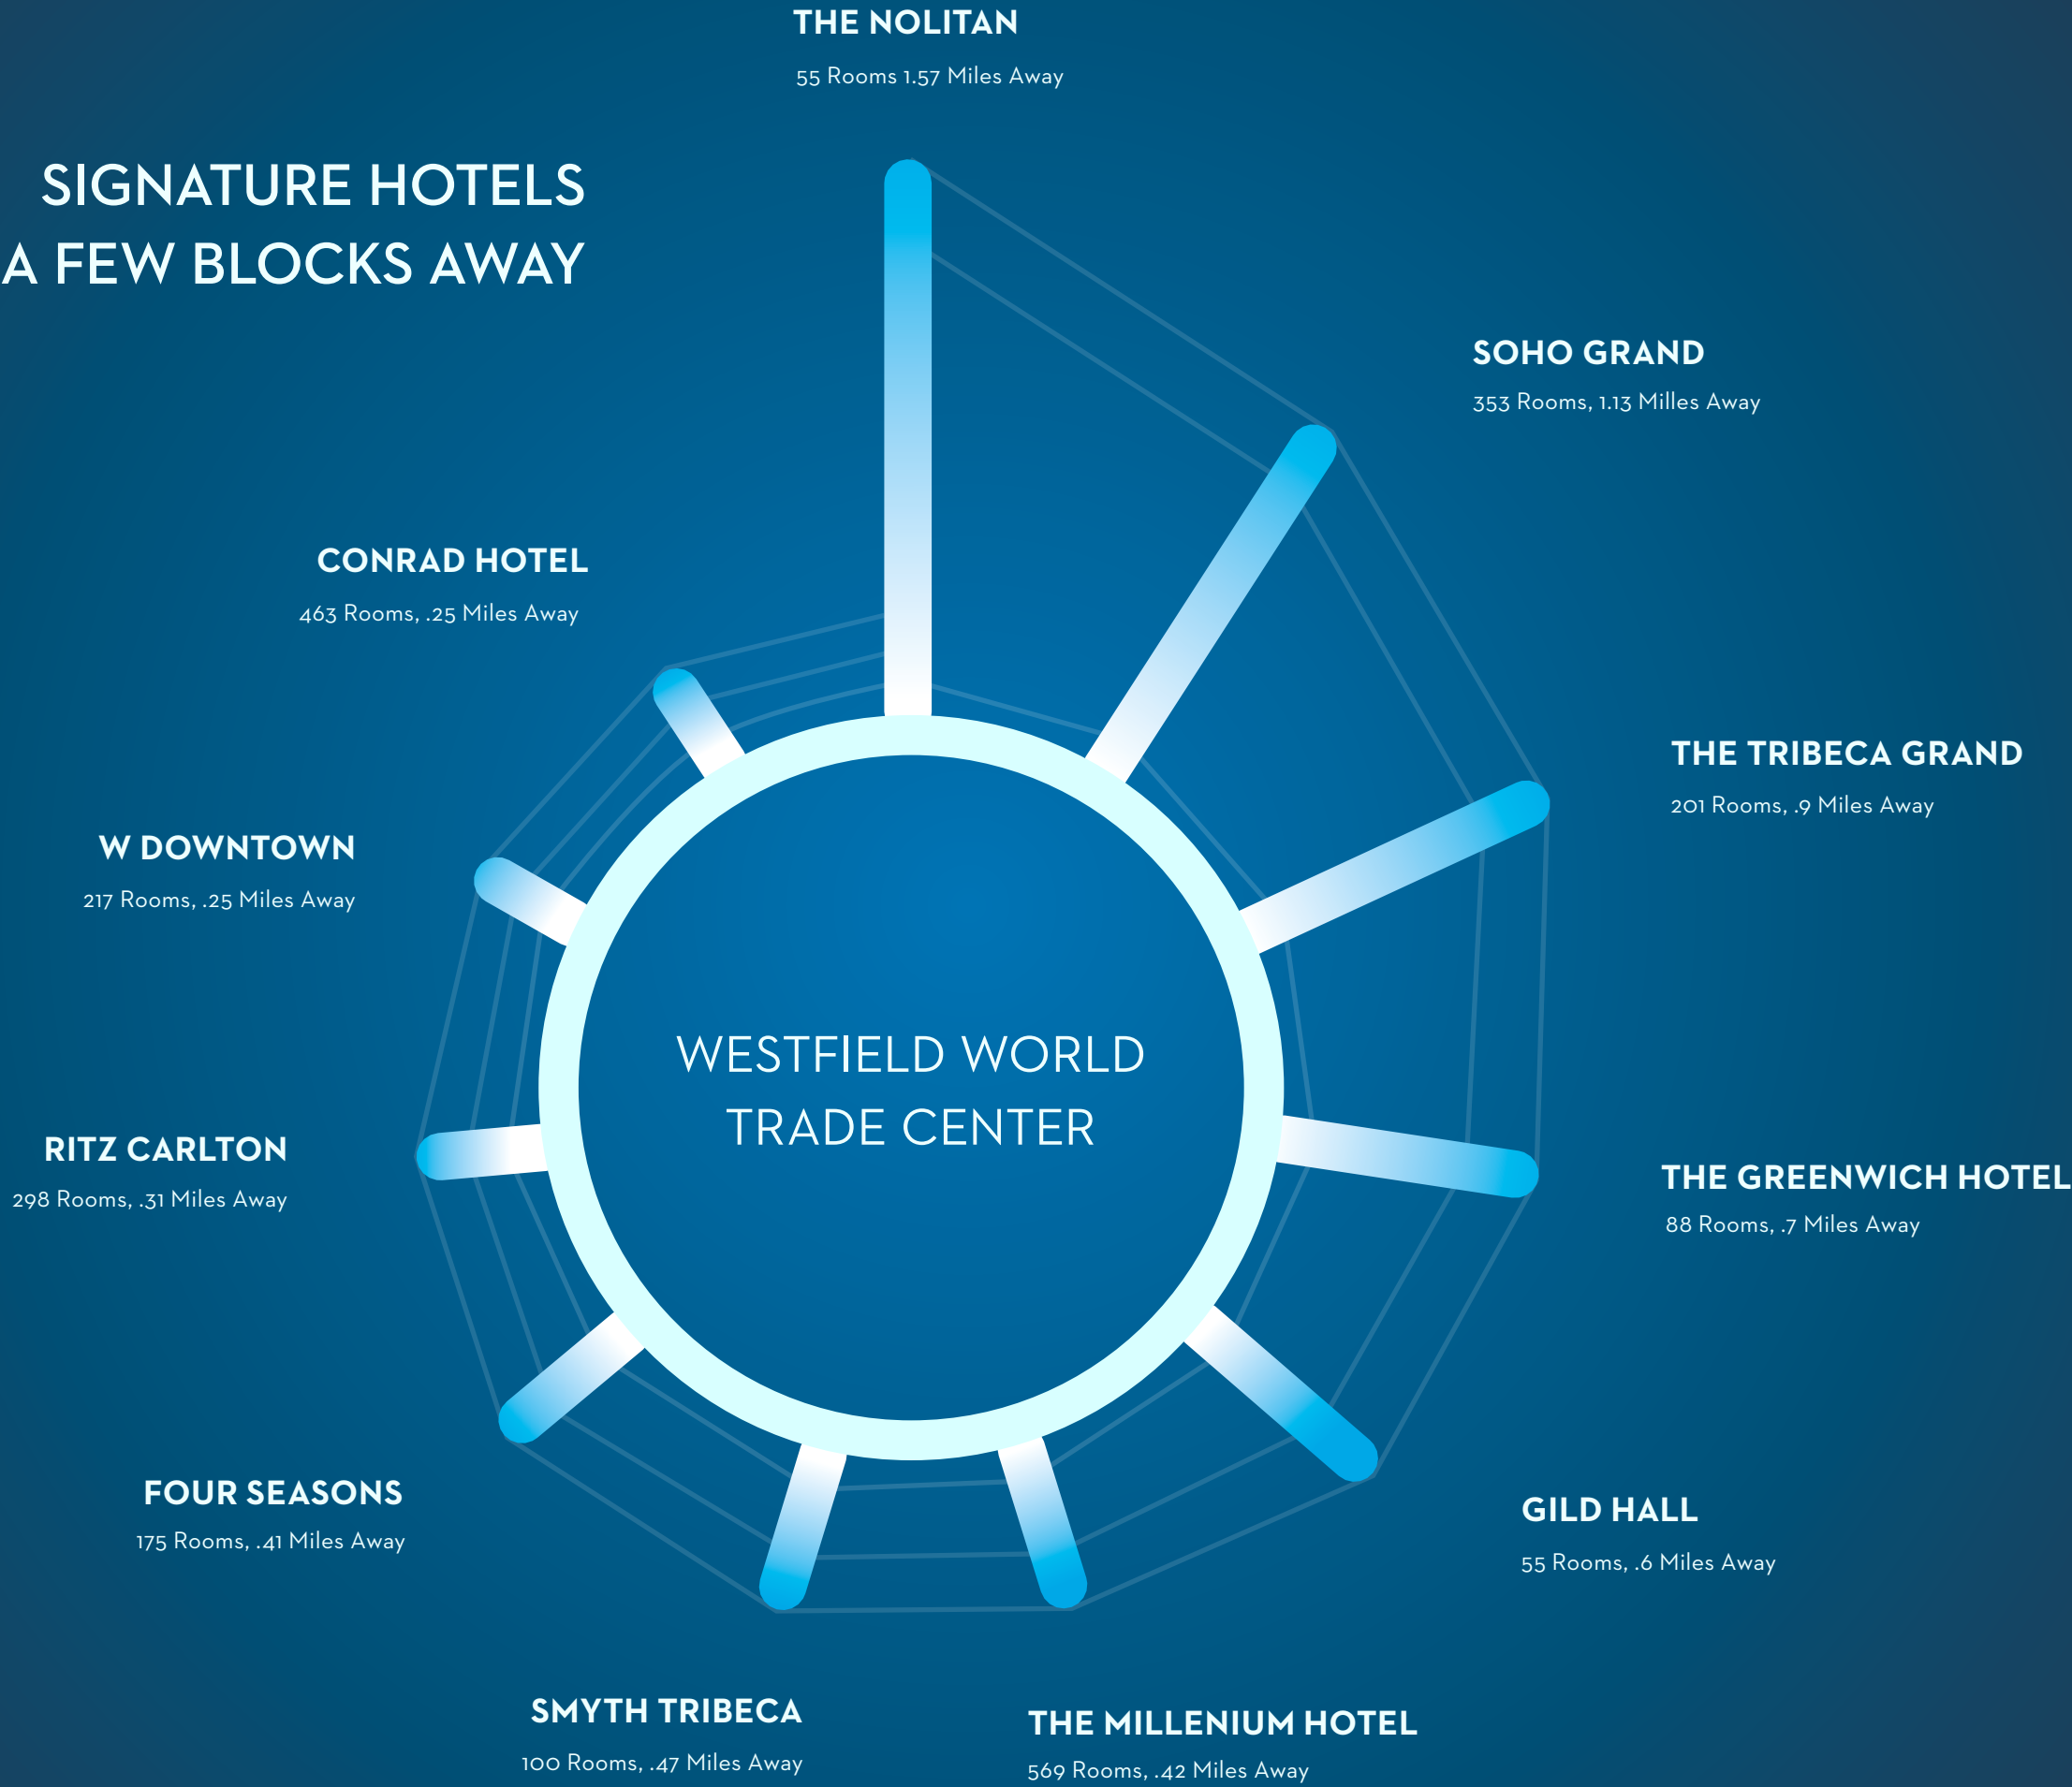 THE NOLITAN
55 Rooms 1.57 Miles Away
SIGNATURE HOTELS
A FEW BLOCKS AWAY
SOHO GRAND
353 Rooms, 1.13 Milles Away
CONRAD HOTEL
463 Rooms, .25 Miles Away
THE TRIBECA GRAND
201 Rooms, .9 Miles Away
W DOWNTOWN
217 Rooms, .25 Miles Away
WESTFIELD WORLD
TRADE CENTER
RITZ CARLTON
298 Rooms, .31 Miles Away
THE GREENWICH HOTEL
88 Rooms, .7 Miles Away
FOUR SEASONS
175 Rooms, .41 Miles Away
GILD HALL
55 Rooms, .6 Miles Away
SMYTH TRIBECA
100 Rooms, .47 Miles Away
THE MILLENIUM HOTEL
569 Rooms, .42 Miles Away